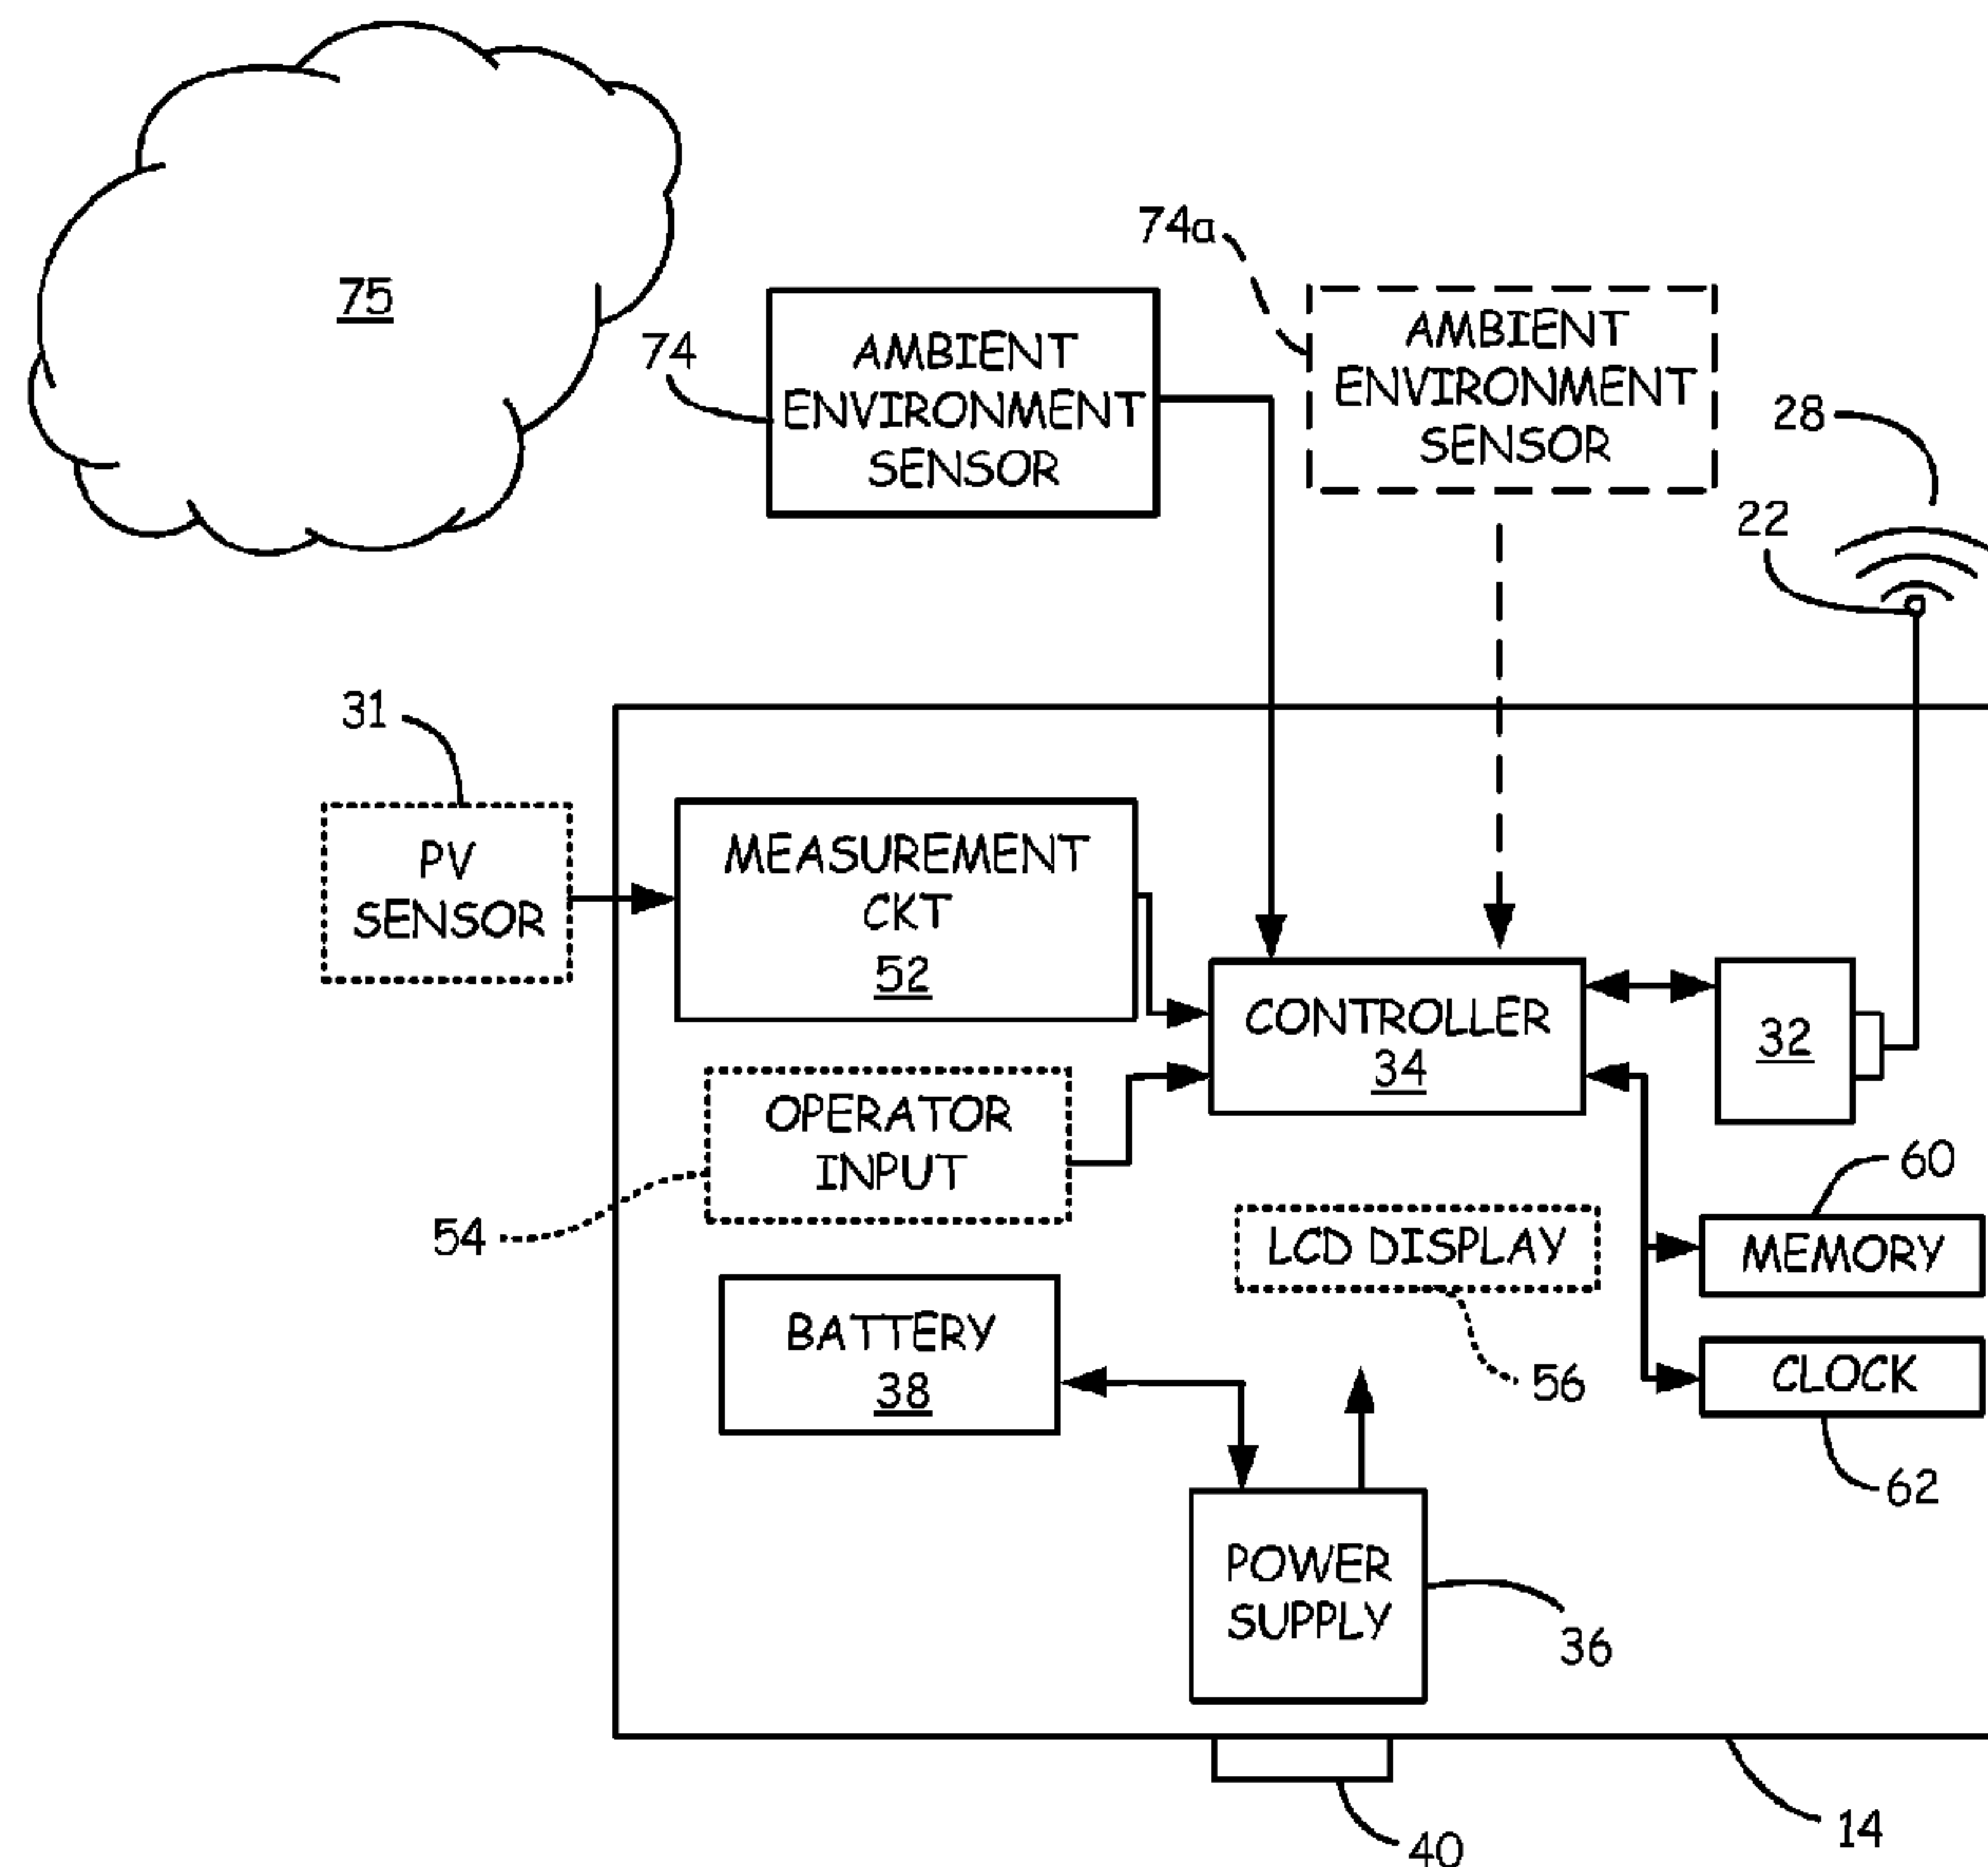 74a
75
74
AMBIENT
ENVIRONMENT
SENSOR
AMBIENT
ENVIRONMENT
SENSOR
28
22
31
PV
SENSOR
MEASUREMENT
CKT
52
CONTROLLER
34
32
OPERATOR
INPUT
54
LCD DISPLAY
56
60
MEMORY
CLOCK
62
BATTERY
38
POWER
SUPPLY
36
14
40